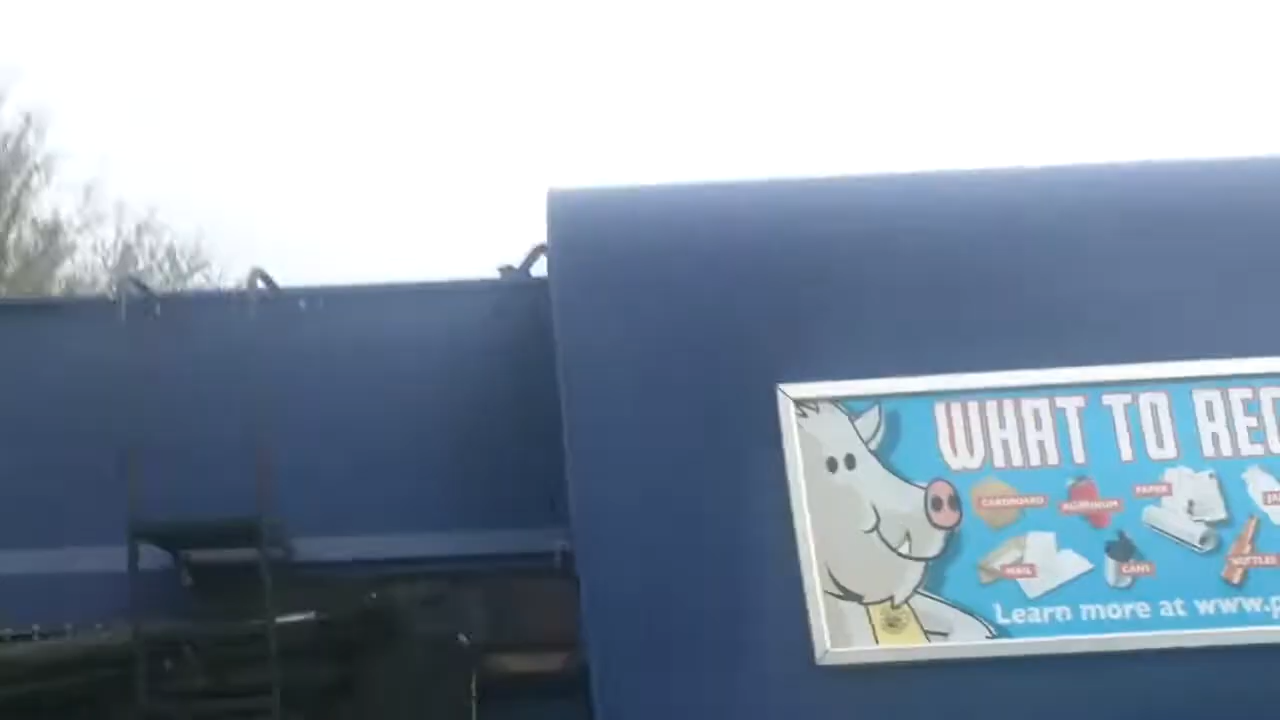 WHAT TO REC
CARDBOARD ALUMINUM PAPER
MAIL CANS BOTTLES
Learn more at www.p